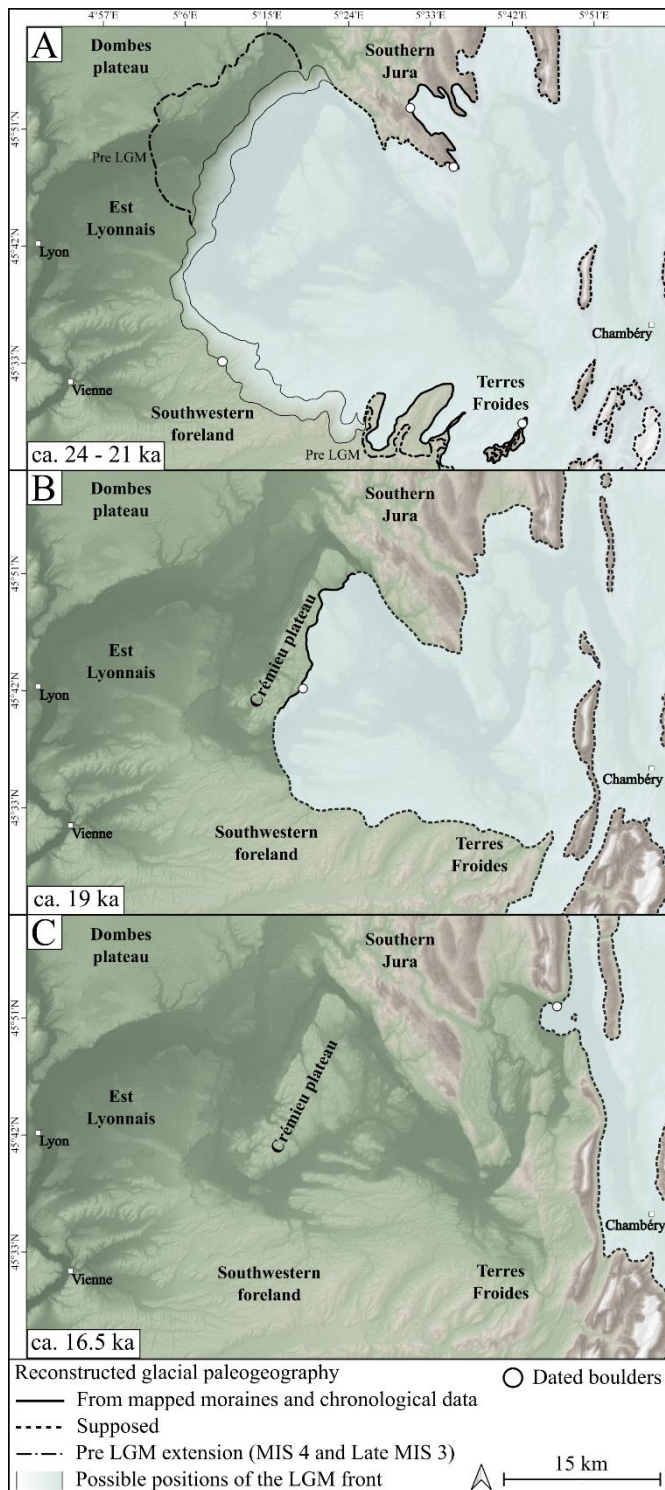 4°57'E 5°6'E 5°15'E 5°24'E 5°33'E 5°42'E 5°51'E
A
Dombes
plateau
Southern
Jura
45°51'N
Pre LGM
Est
Lyonnais
45°42'N
Lyon
Chambéry
45°33'N
Vienne
Terres
Froides
Southwestern
foreland
Pre LGM
ca. 24 - 21 ka
B
Dombes
plateau
Southern
Jura
45°51'N
Crémieu plateau
Est
Lyonnais
45°42'N
Lyon
Chambéry
45°33'N
Vienne
Southwestern
foreland
Terres
Froides
ca. 19 ka
C
Dombes
plateau
Southern
Jura
45°51'N
Crémieu plateau
Est
Lyonnais
45°42'N
Lyon
Chambéry
45°33'N
Vienne
Southwestern
foreland
Terres
Froides
ca. 16.5 ka
Reconstructed glacial paleogeography
Dated boulders
From mapped moraines and chronological data
Supposed
Pre LGM extension (MIS 4 and Late MIS 3)
Possible positions of the LGM front
15 km